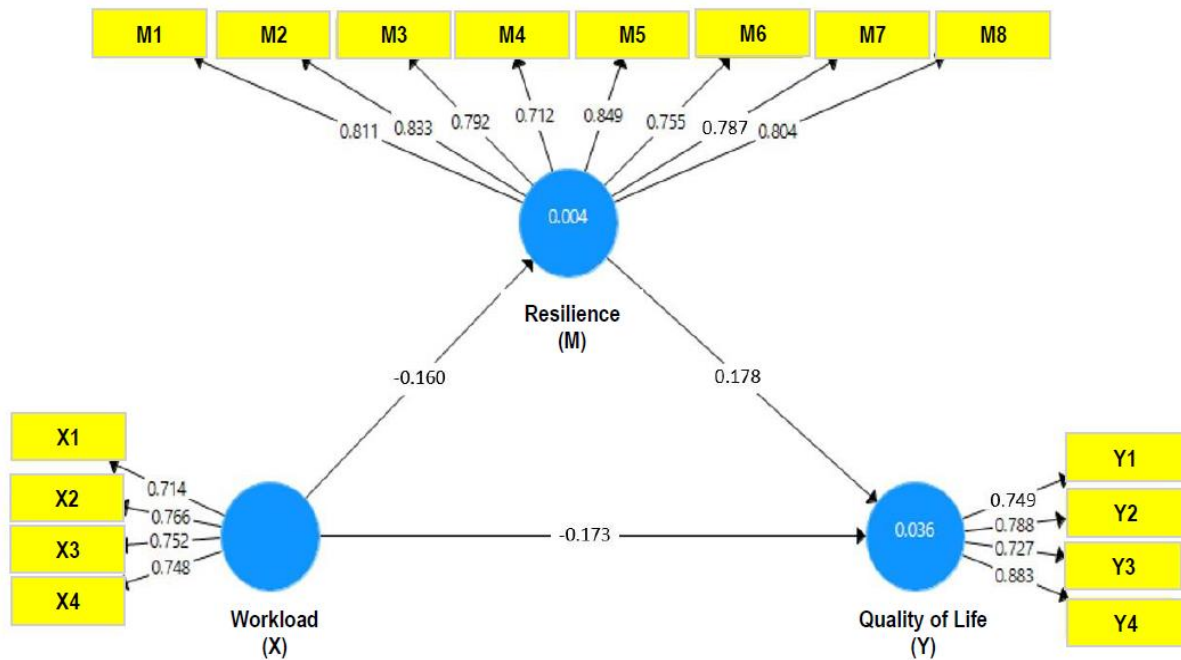 M1 M2 M3 M4 M5 M6 M7 M8
0.811 0.833 0.792 0.712 0.849 0.755 0.787 0.804
0.004
Resilience
(M)
-0.160 0.178
X1
X2
X3
X4
0.714
0.766
0.752
0.748
Workload
(X)
-0.173
0.036
Quality of Life
(Y)
0.749
0.788
0.727
0.883
Y1
Y2
Y3
Y4